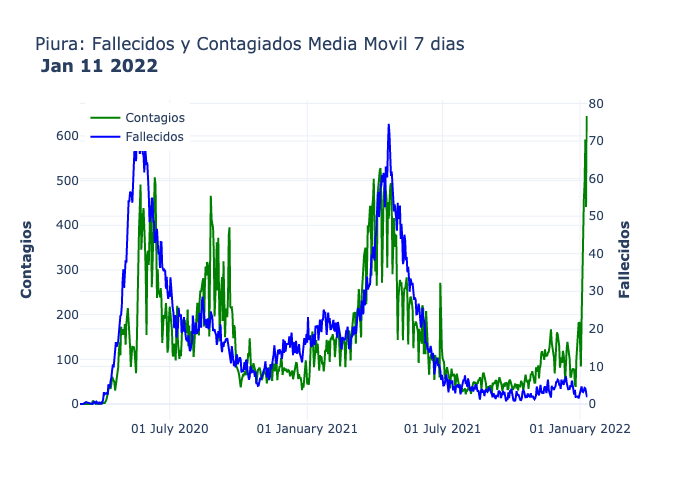 Piura: Fallecidos y Contagiados Media Movil 7 dias
Jan 11 2022
Contagios
Fallecidos
600
500
400
300
200
100
0
80
70
60
50
40
30
20
10
0
Contagios
Fallecidos
01 July 2020
01 January 2021
01 July 2021
01 January 2022